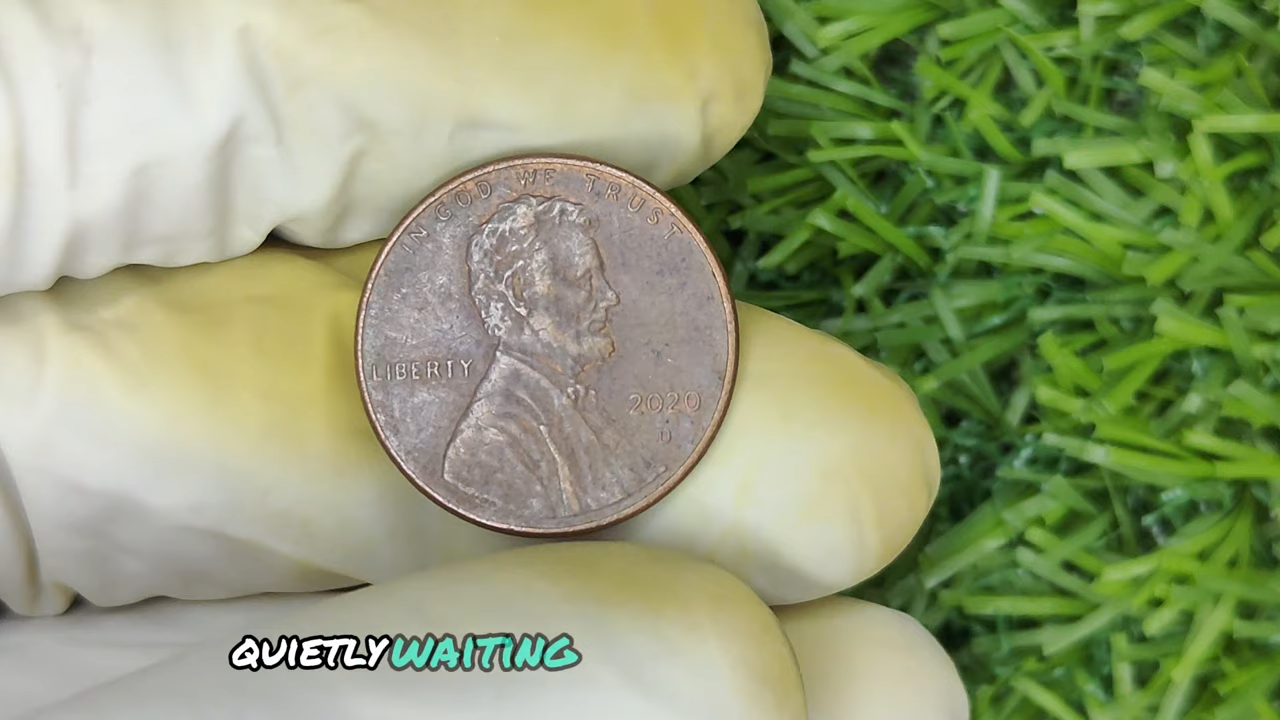 IN GOD WE TRUST
LIBERTY
2020
D
QUIETLY WAITING